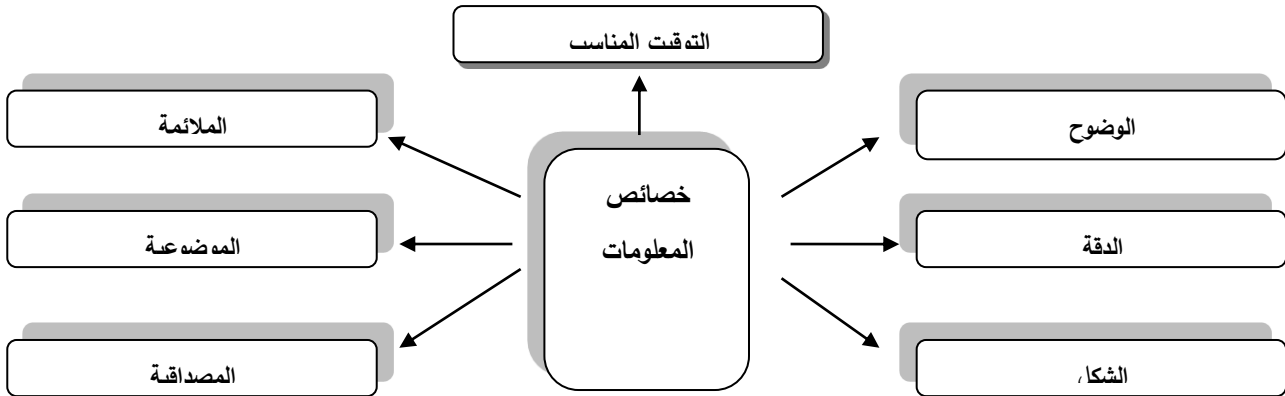 التوقيت المناسب
الوضوح
الملائمة
خصائص
المعلومات
الدقة
الموضوعية
الشكل
المصداقية